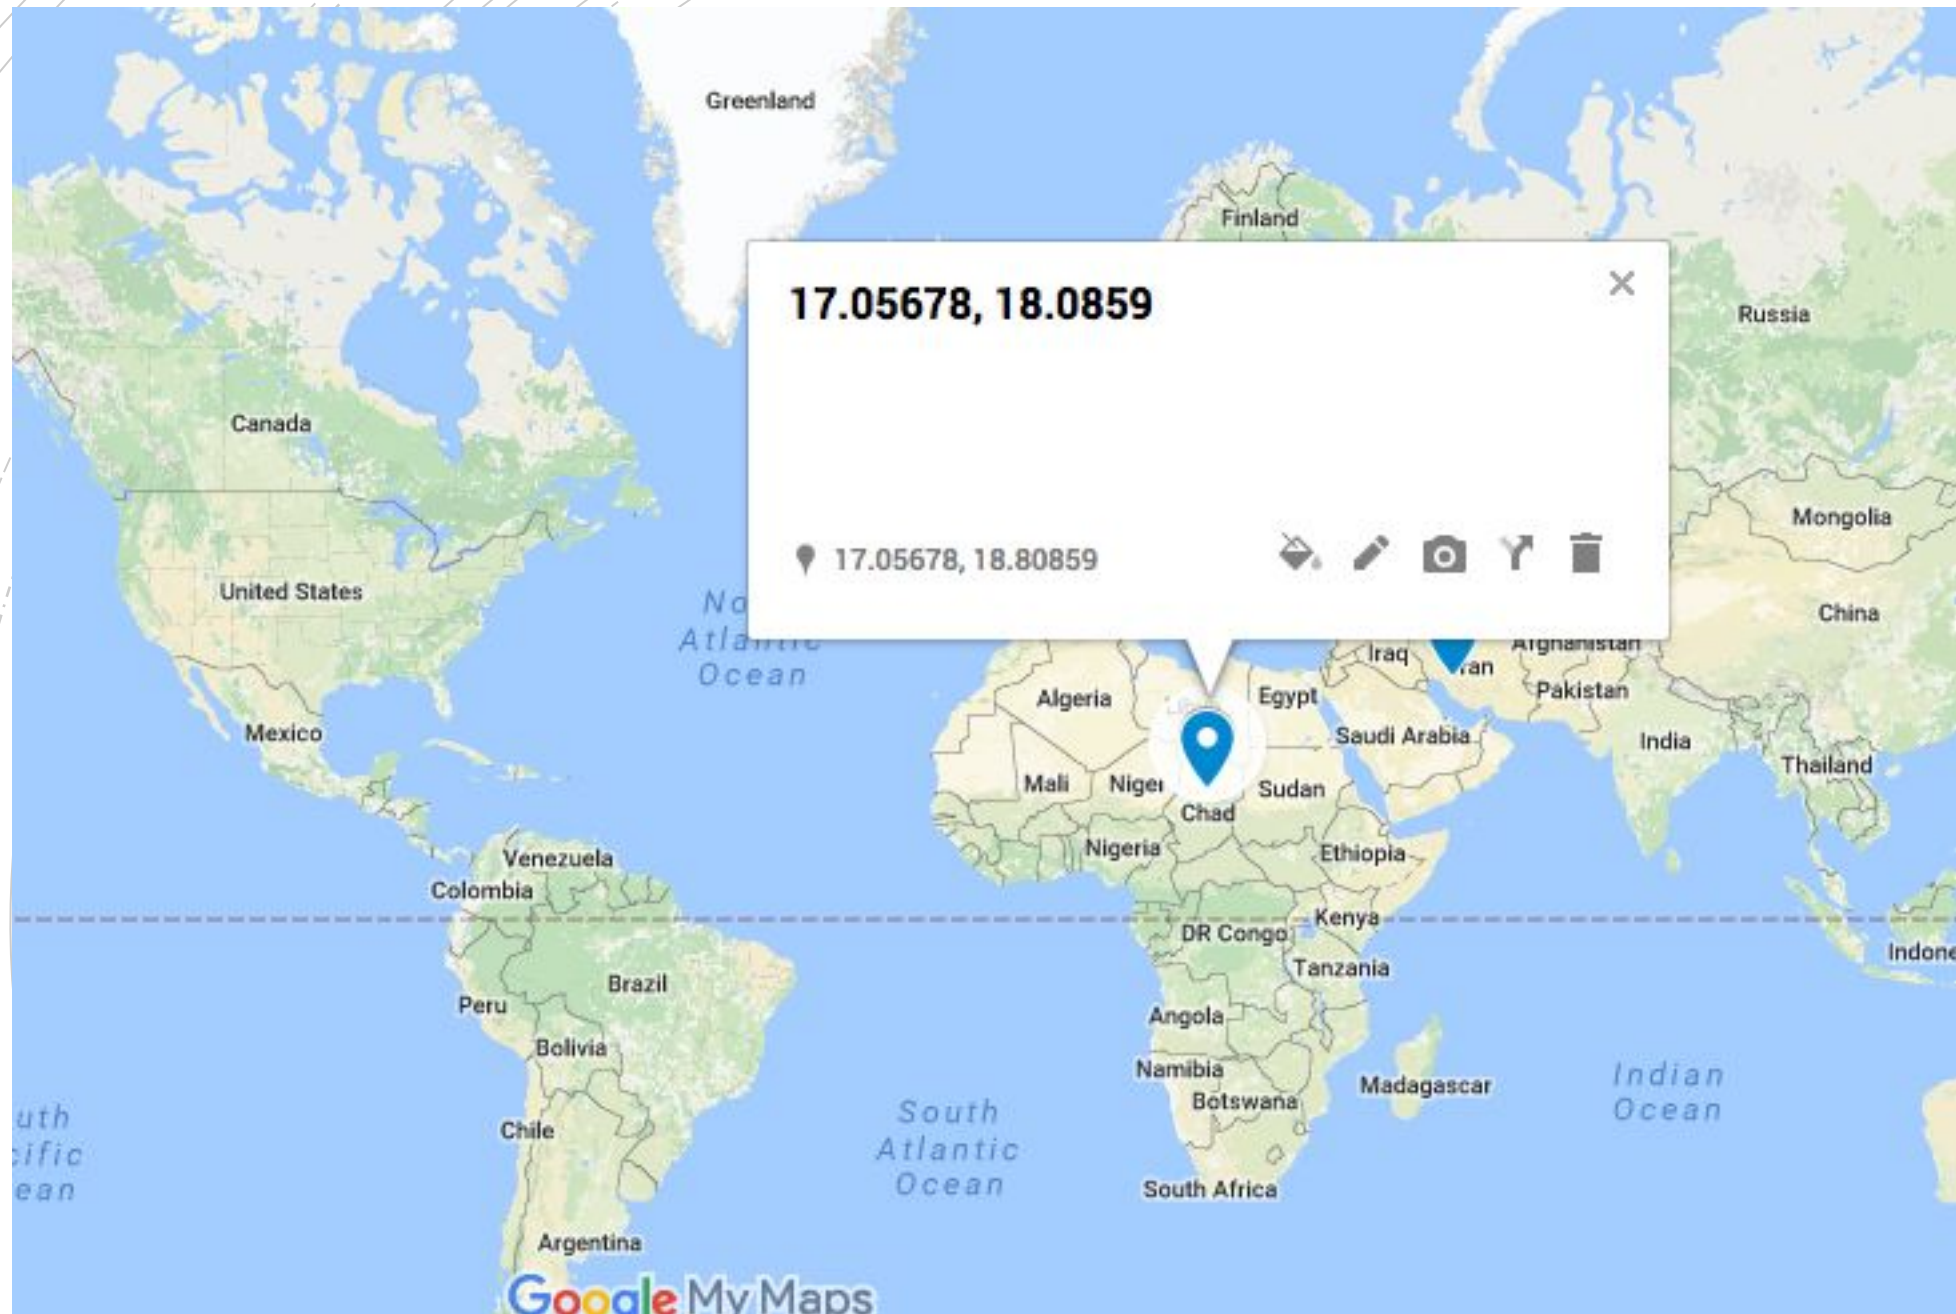 Greenland
Finland
17.05678, 18.0859
Russia
Canada
Mongolia
17.05678, 18.80859
United States
China
Atlantic
Ocean
Iraq
Afghanistan
Algeria
Egypt
Pakistan
Mexico
Saudi Arabia
India
Thailand
Mali
Sudan
Chad
Nigeria
Ethiopia
Venezuela
Colombia
Kenya
DR Congo
Tanzania
Brazil
Peru
Angola
Bolivia
Namibia
Madagascar
Botswana
Indian
Ocean
South
Atlantic
Ocean
Chile
South Africa
Argentina
Google My Maps